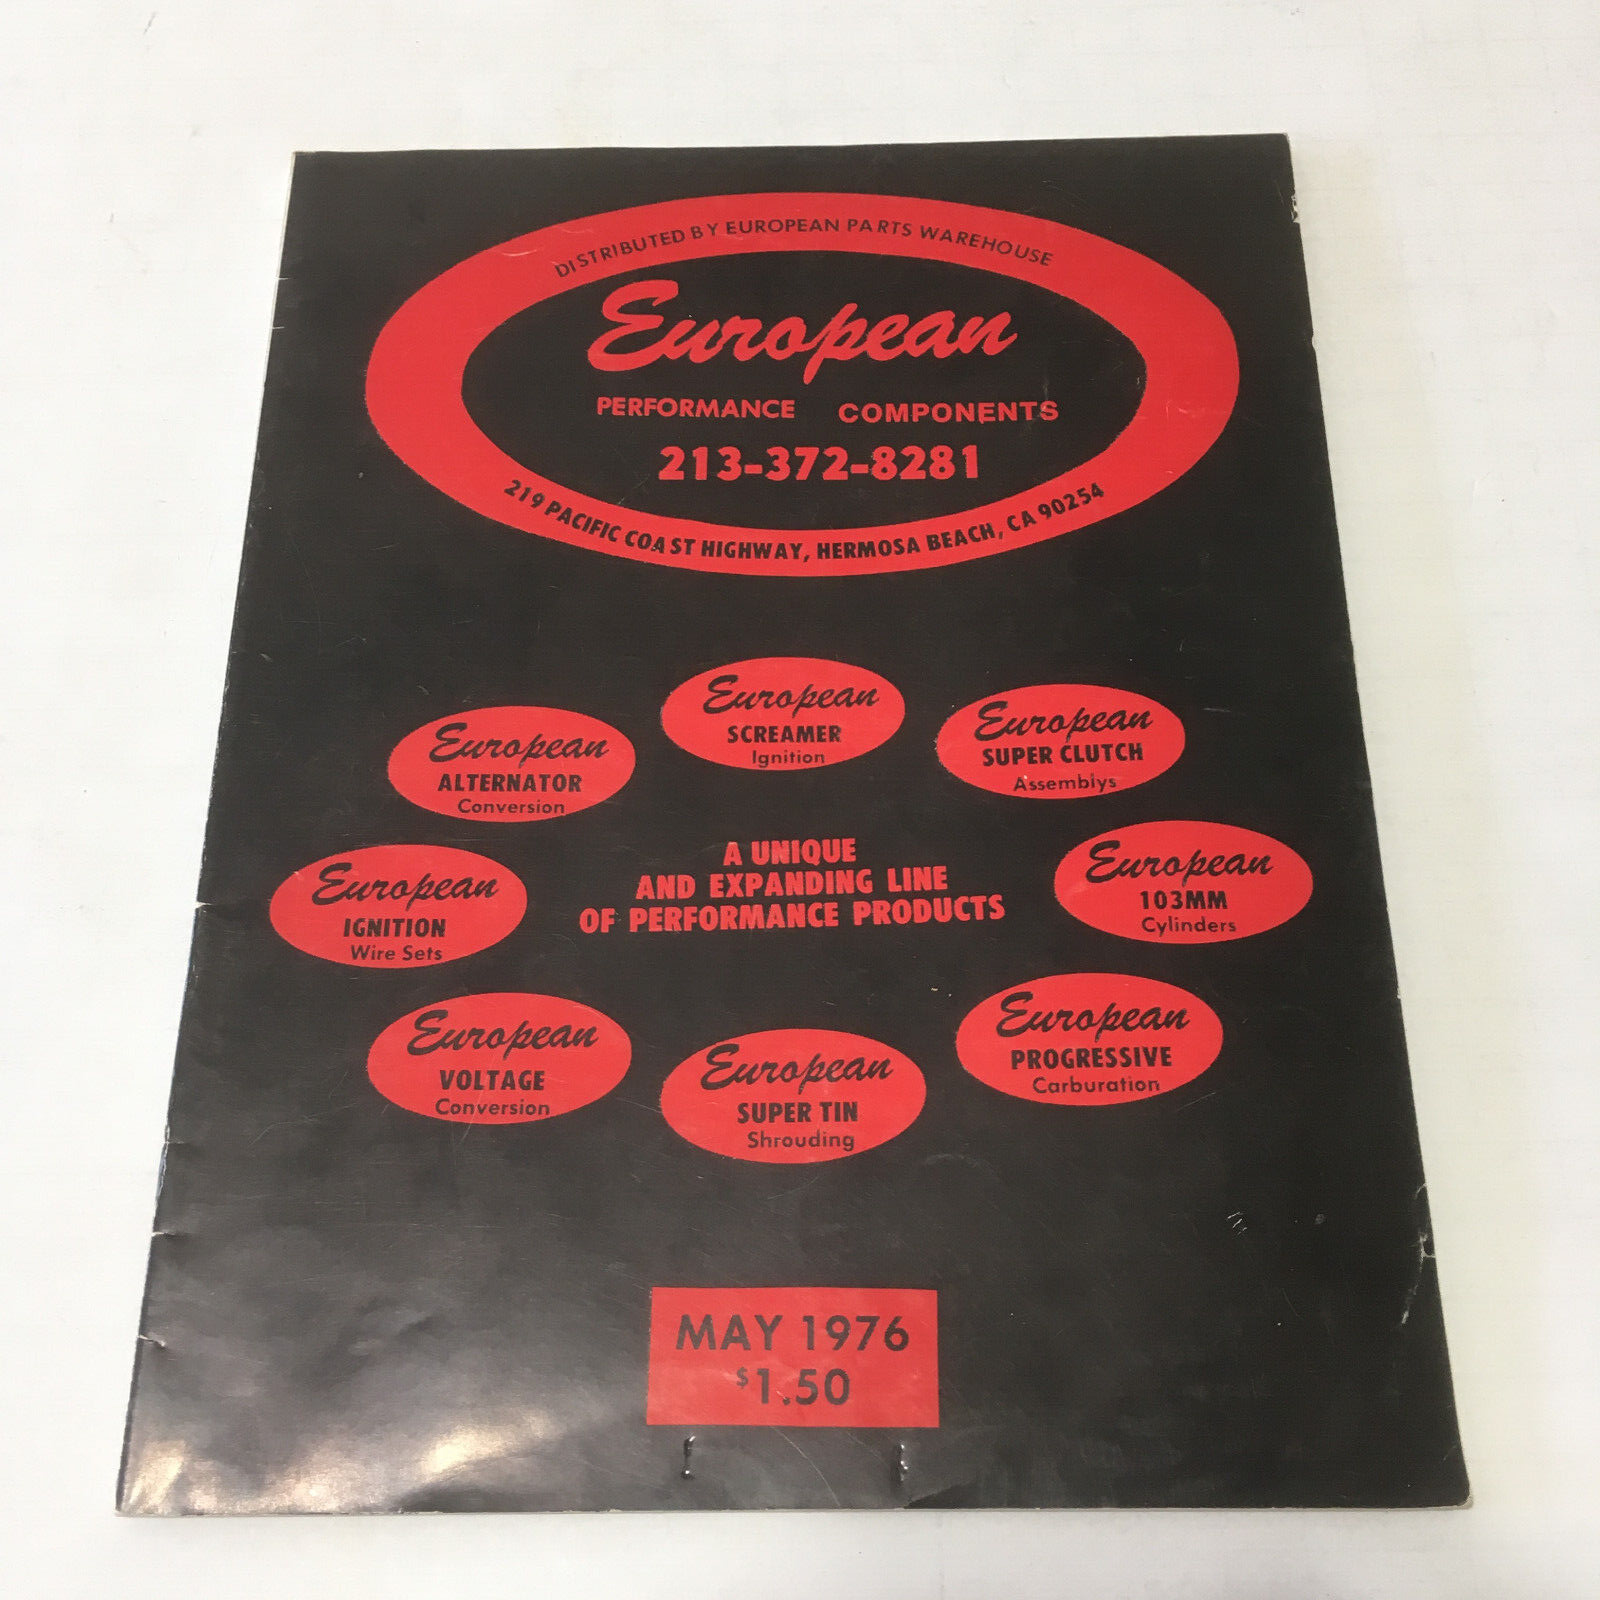 DISTRIBUTED BY EUROPEAN PARTS WAREHOUSE
European
PERFORMANCE COMPONENTS
213-372-8281
219 PACIFIC COAST HIGHWAY, HERMOSA BEACH, CA 90254
European
SCREAMER
Ignition
European
SUPER CLUTCH
Assemblys
European
ALTERNATOR
Conversion
A UNIQUE
AND EXPANDING LINE
OF PERFORMANCE PRODUCTS
European
103MM
Cylinders
European
IGNITION
Wire Sets
European
PROGRESSIVE
Carburation
European
VOLTAGE
Conversion
European
SUPER TIN
Shrouding
MAY 1976
$1.50